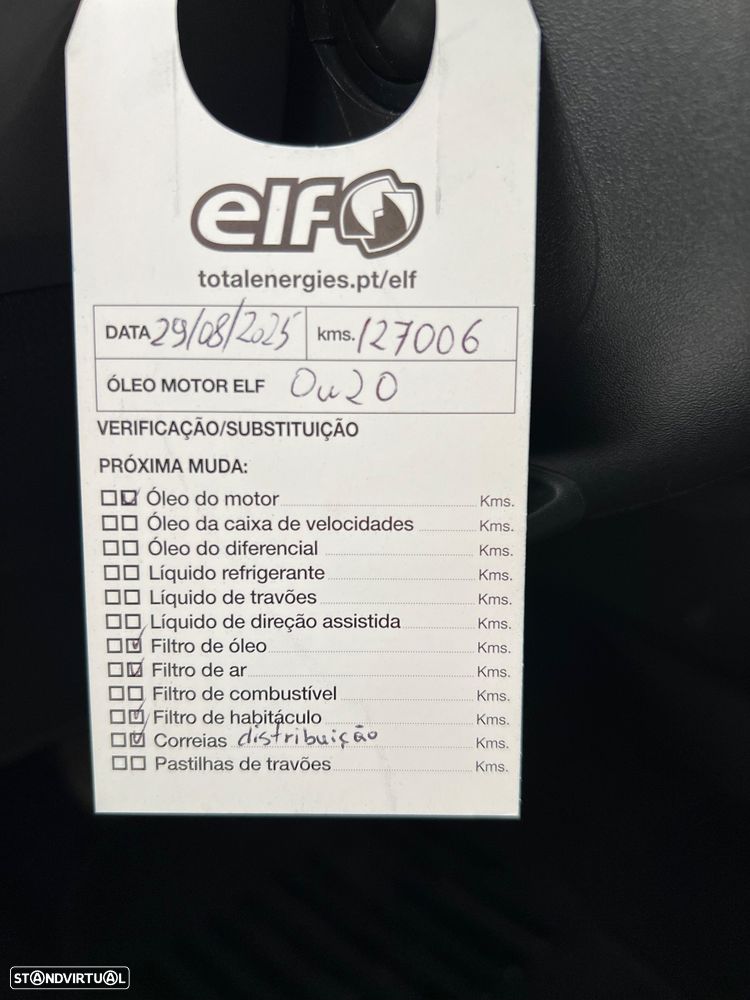 elf
totalenergies.pt/elf
DATA 29/08/2025 kms. 127006
ÓLEO MOTOR ELF 0w20
VERIFICAÇÃO/SUBSTITUIÇÃO
PRÓXIMA MUDA:
Óleo do motor Kms.
Óleo da caixa de velocidades Kms.
Óleo do diferencial Kms.
Líquido refrigerante Kms.
Líquido de travões Kms.
Líquido de direção assistida Kms.
Filtro de óleo Kms.
Filtro de ar Kms.
Filtro de combustível Kms.
Filtro de habitáculo Kms.
Correias distribuição Kms.
Pastilhas de travões Kms.
STANDVIRTUAL